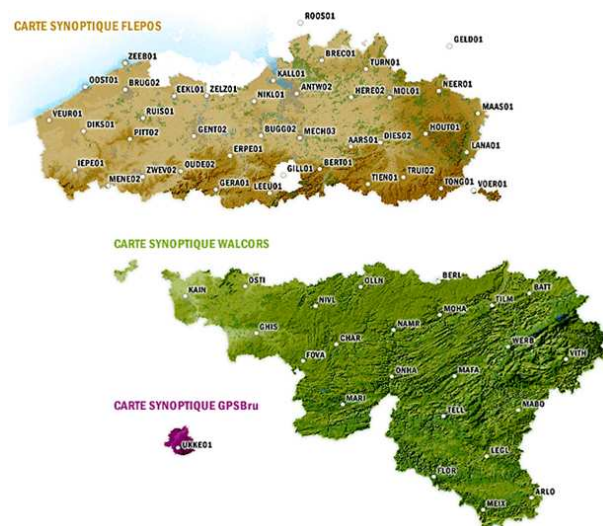 ROOS01
CARTE SYNOPTIQUE FLEPOS
GELD01
BREC01
ZEEB01
TURN01
KALL01
OOST01
BRUG02
NEER01
EEKL01
ZELZ01
ANTW02
HERE02
MOL01
NIKL01
MAAS01
VEUR01
RUIS01
DIKS01
PITT02
GENT02
BUGG02
MECH03
DIES02
HOUT01
AARS01
LANA01
ERPE01
IEPE01
ZWEV02
OUDE02
GILL01
BERT01
TRUI02
MENE02
GERA01
LEEU01
TIEN01
TONG01
VOER01
CARTE SYNOPTIQUE WALCORS
OSTI
OLLN
BERL
KAIN
BATT
NIVL
TILM
MOHA
GHIS
NAMR
CHAR
WERB
FOVA
VITH
ONHA
MAFA
MARI
CARTE SYNOPTIQUE GPSBru
MABO
TELL
UKKE01
LEGL
FLOR
ARLO
MEIX